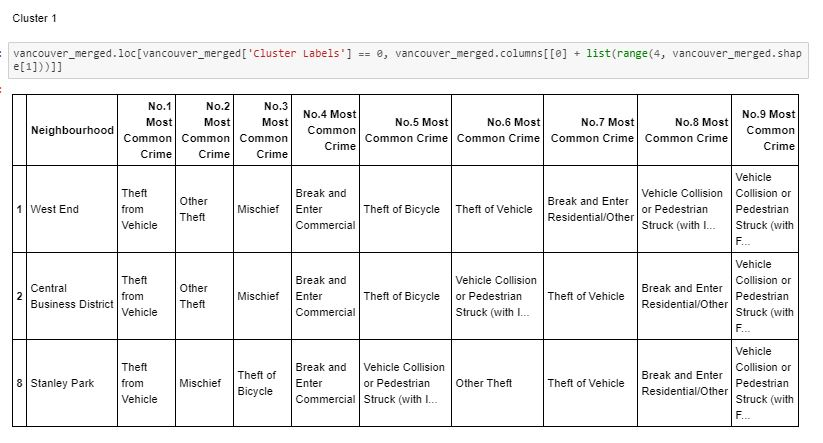 Cluster 1
vancouver_merged.loc[vancouver_merged['Cluster Labels'] == 0, vancouver_merged.columns[[0] + list(range(4, vancouver_merged.shap
e[1]))]]
Neighbourhood
No.1 Most Common Crime
No.2 Most Common Crime
No.3 Most Common Crime
No.4 Most Common Crime
No.5 Most Common Crime
No.6 Most Common Crime
No.7 Most Common Crime
No.8 Most Common Crime
No.9 Most Common Crime
1
West End
Theft from Vehicle
Other Theft
Mischief
Break and Enter Commercial
Theft of Bicycle
Theft of Vehicle
Break and Enter Residential/Other
Vehicle Collision or Pedestrian Struck (with I...
Vehicle Collision or Pedestrian Struck (with F...
2
Central Business District
Theft from Vehicle
Other Theft
Mischief
Break and Enter Commercial
Theft of Bicycle
Vehicle Collision or Pedestrian Struck (with I...
Theft of Vehicle
Break and Enter Residential/Other
Vehicle Collision or Pedestrian Struck (with F...
8
Stanley Park
Theft from Vehicle
Mischief
Theft of Bicycle
Break and Enter Commercial
Vehicle Collision or Pedestrian Struck (with I...
Other Theft
Theft of Vehicle
Break and Enter Residential/Other
Vehicle Collision or Pedestrian Struck (with F...